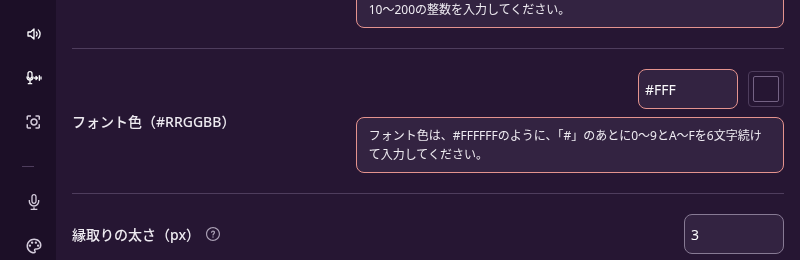 10～200の整数を入力してください。
#FFF
フォント色（#RRGGBB）
フォント色は、#FFFFFFのように、「#」のあとに0～9とA～Fを6文字続け
て入力してください。
縁取りの太さ（px）
3